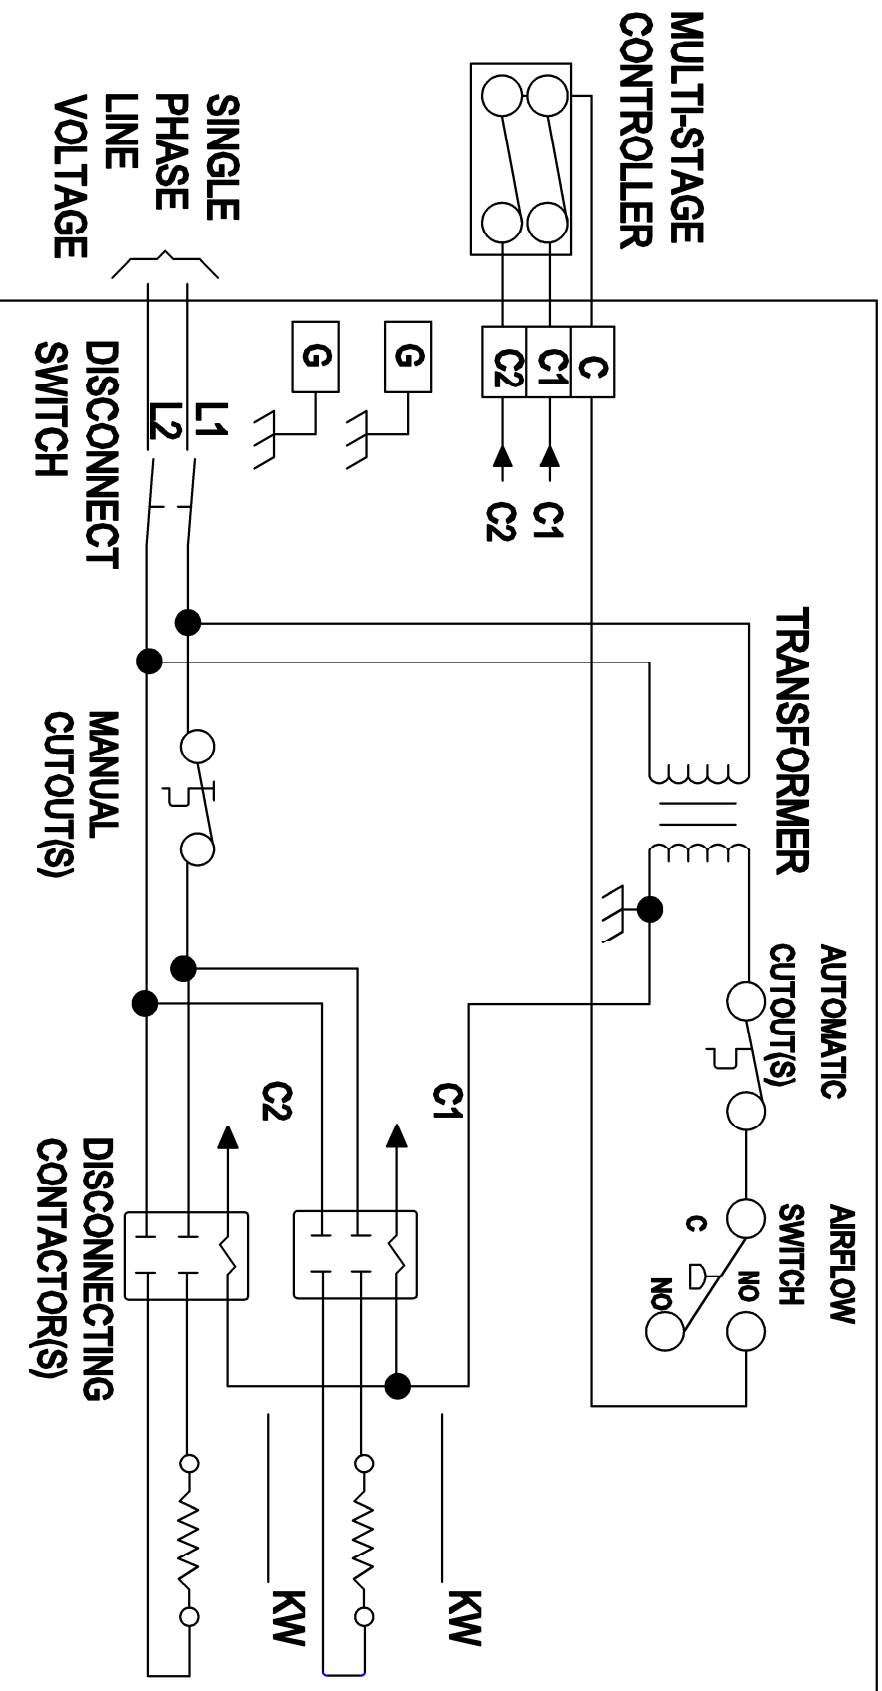 MULTI-STAGE
CONTROLLER
SINGLE
PHASE
LINE
VOLTAGE
C
C1
C2
C1
C2
G
G
L1
L2
DISCONNECT
SWITCH
TRANSFORMER
MANUAL
CUTOUT(S)
AUTOMATIC
CUTOUT(S)
AIRFLOW
SWITCH
C
NO
NO
C1
C2
DISCONNECTING
CONTACTOR(S)
KW
KW